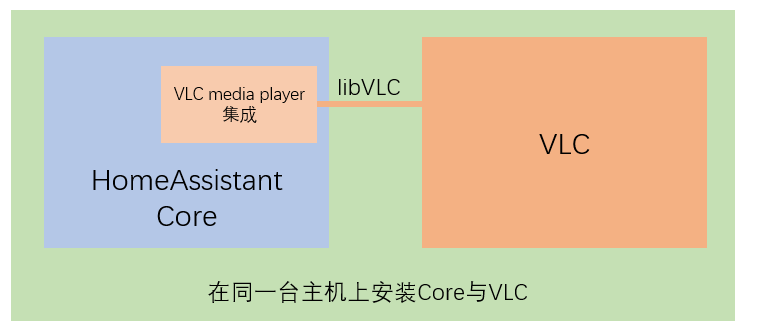 VLC media player
集成
libVLC
VLC
HomeAssistant
Core
在同一台主机上安装Core与VLC